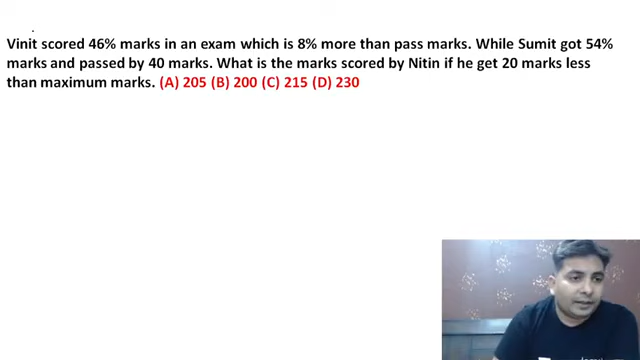 Vinit scored 46% marks in an exam which is 8% more than pass marks. While Sumit got 54%
marks and passed by 40 marks. What is the marks scored by Nitin if he get 20 marks less
than maximum marks. (A) 205 (B) 200 (C) 215 (D) 230